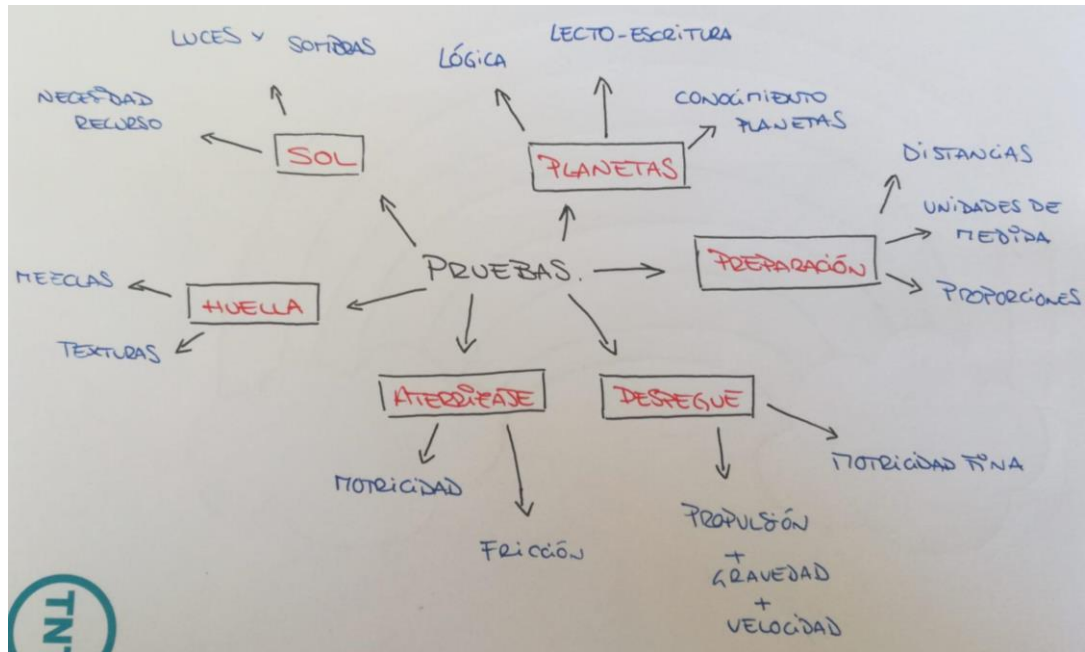 LUCES Y SOMBRAS
NECESIDAD
RECURSO
SOL
LÓGICA
LECTO-ESCRITURA
CONOCIMIENTO
PLANETAS
PLANETAS
DISTANCIAS
UNIDADES DE
MEDIDA
PROPORCIONES
PREPARACIÓN
PRUEBAS.
MEZCLAS
TEXTURAS
HUELLA
ATERRIZAJE
MOTRICIDAD
FRICCIÓN
DESPEGUE
MOTRICIDAD FINA
PROPULSIÓN
+
GRAVEDAD
+
VELOCIDAD
TNT